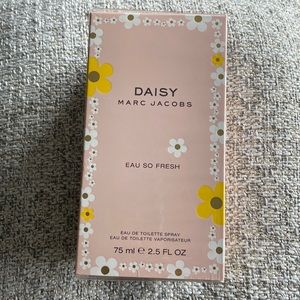 DAISY
MARC JACOBS
EAU SO FRESH
EAU DE TOILETTE SPRAY
EAU DE TOILETTE VAPORISATEUR
75 ml ℮ 2.5 FL OZ